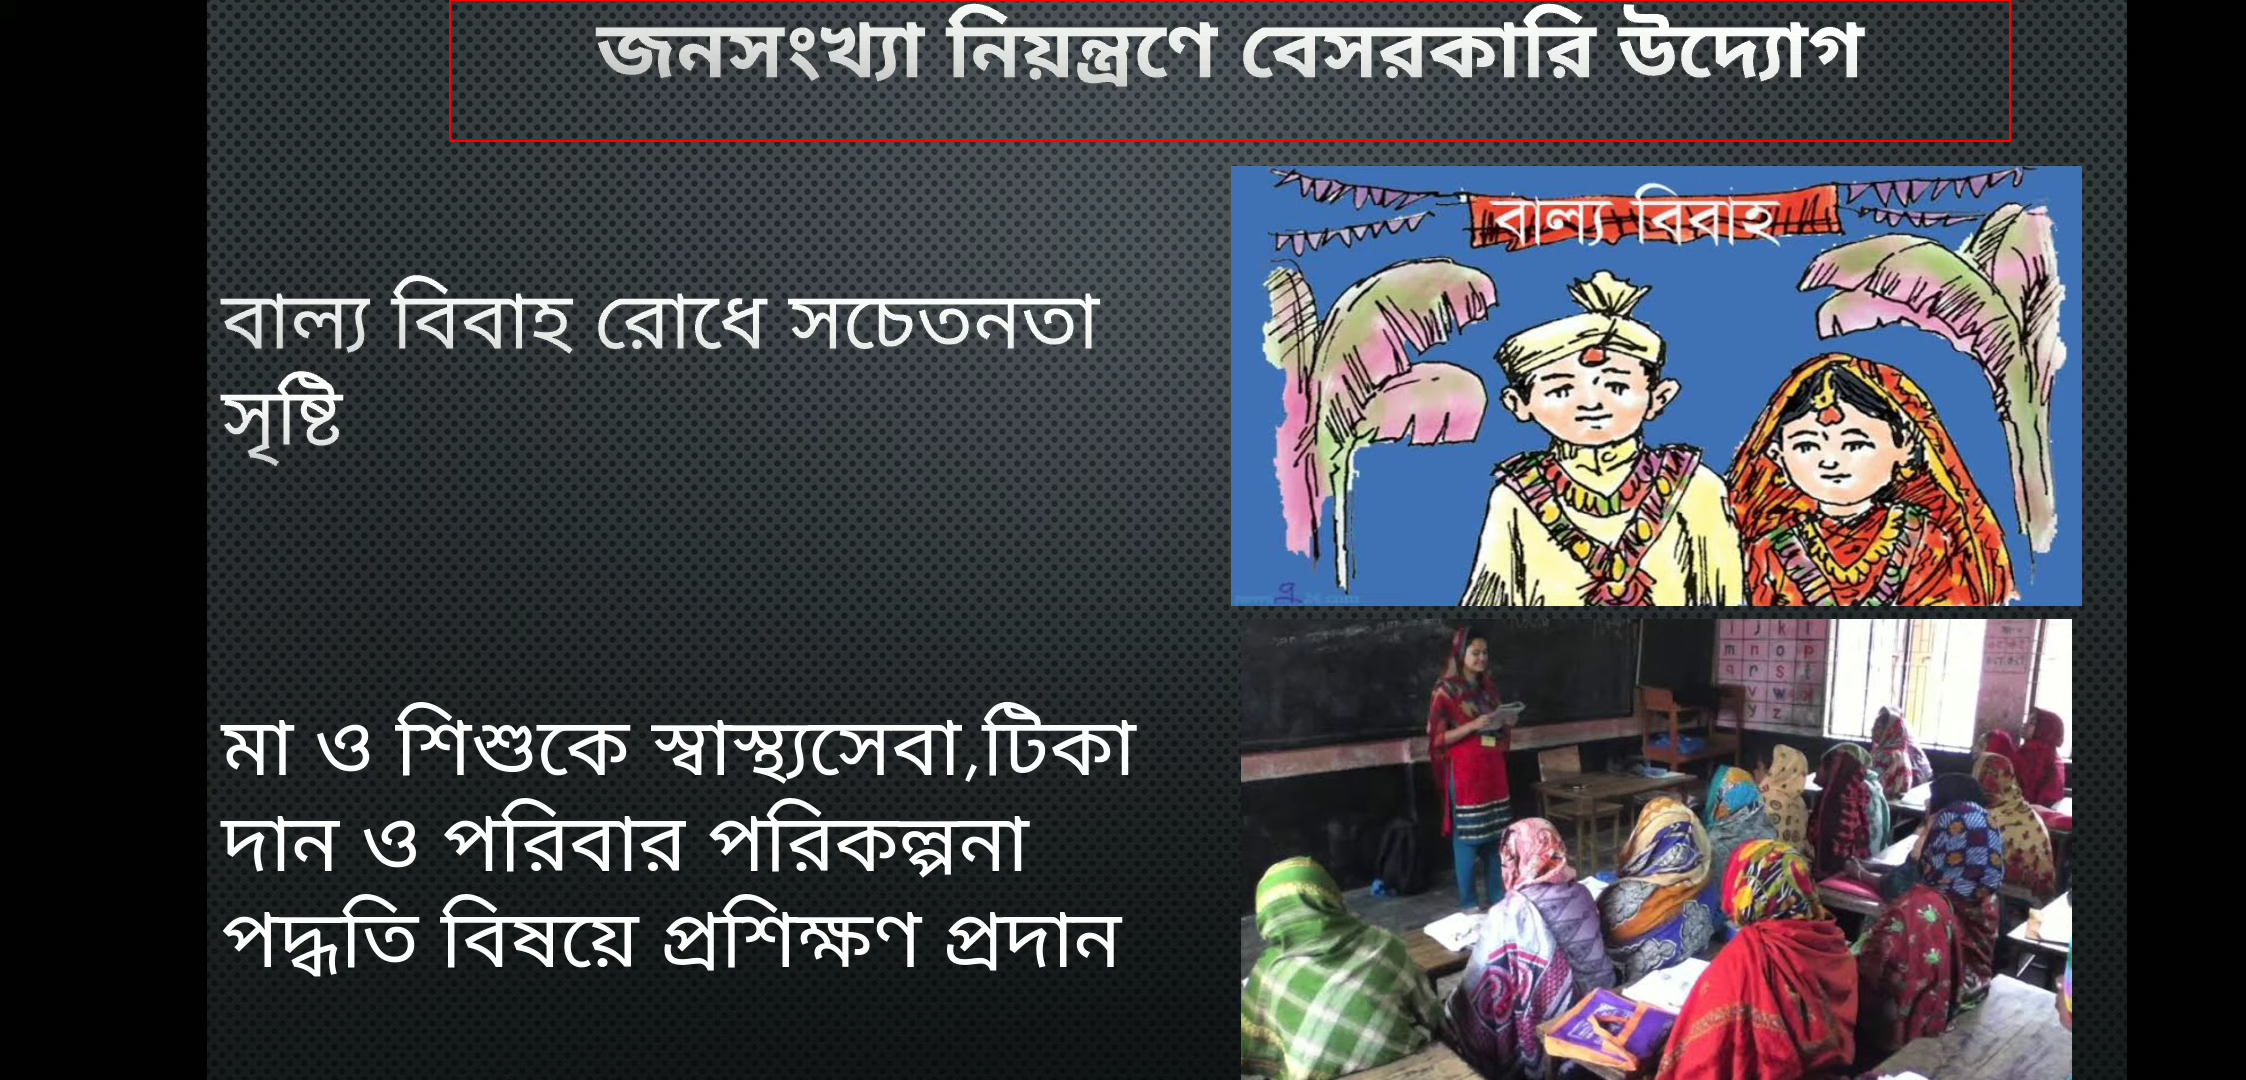 জনসংখ্যা নিয়ন্ত্রণে বেসরকারি উদ্যোগ
বাল্য বিবাহ
বাল্য বিবাহ রোধে সচেতনতা
সৃষ্টি
মা ও শিশুকে স্বাস্থ্যসেবা,টিকা
দান ও পরিবার পরিকল্পনা
পদ্ধতি বিষয়ে প্রশিক্ষণ প্রদান
i j k l
m n o p
q r s t
v w x
y z